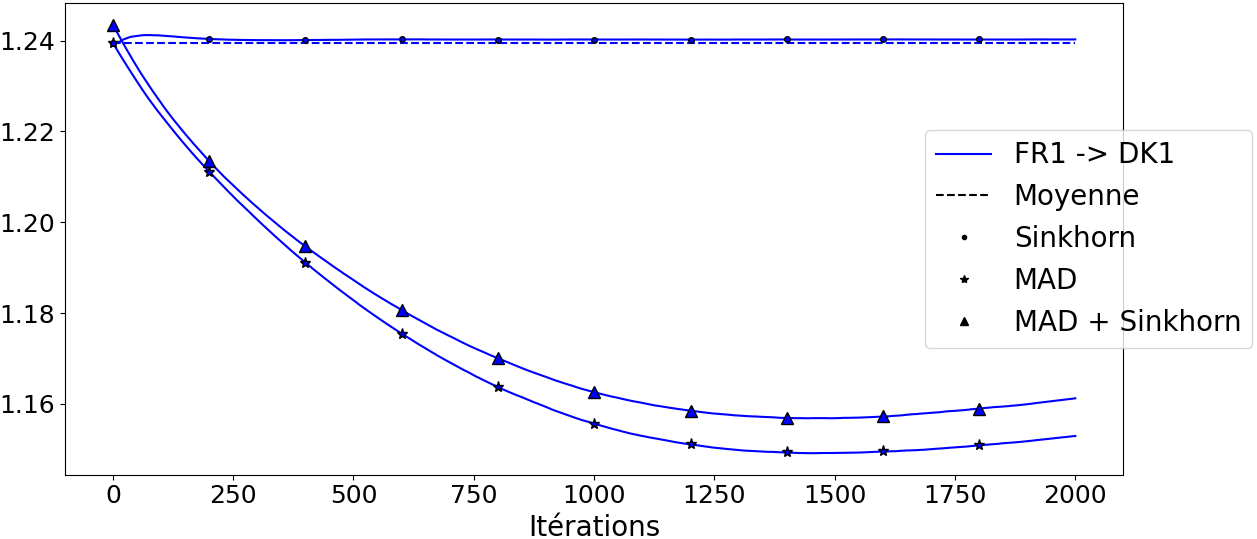 1.24
1.22
1.20
1.18
1.16
0 250 500 750 1000 1250 1500 1750 2000
Itérations
FR1 -> DK1
Moyenne
Sinkhorn
MAD
MAD + Sinkhorn